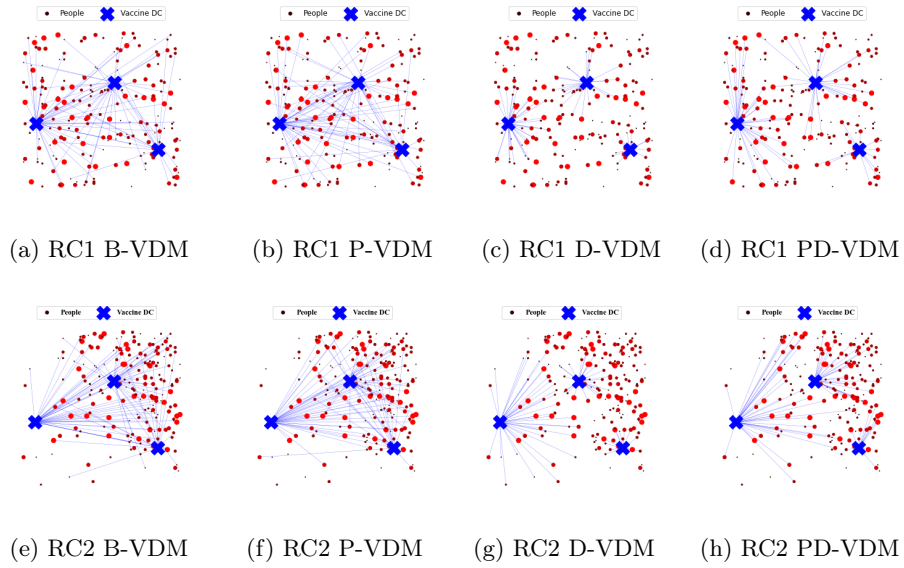 People Vaccine DC People Vaccine DC People Vaccine DC People Vaccine DC
(a) RC1 B-VDM (b) RC1 P-VDM (c) RC1 D-VDM (d) RC1 PD-VDM
People Vaccine DC People Vaccine DC People Vaccine DC People Vaccine DC
(e) RC2 B-VDM (f) RC2 P-VDM (g) RC2 D-VDM (h) RC2 PD-VDM